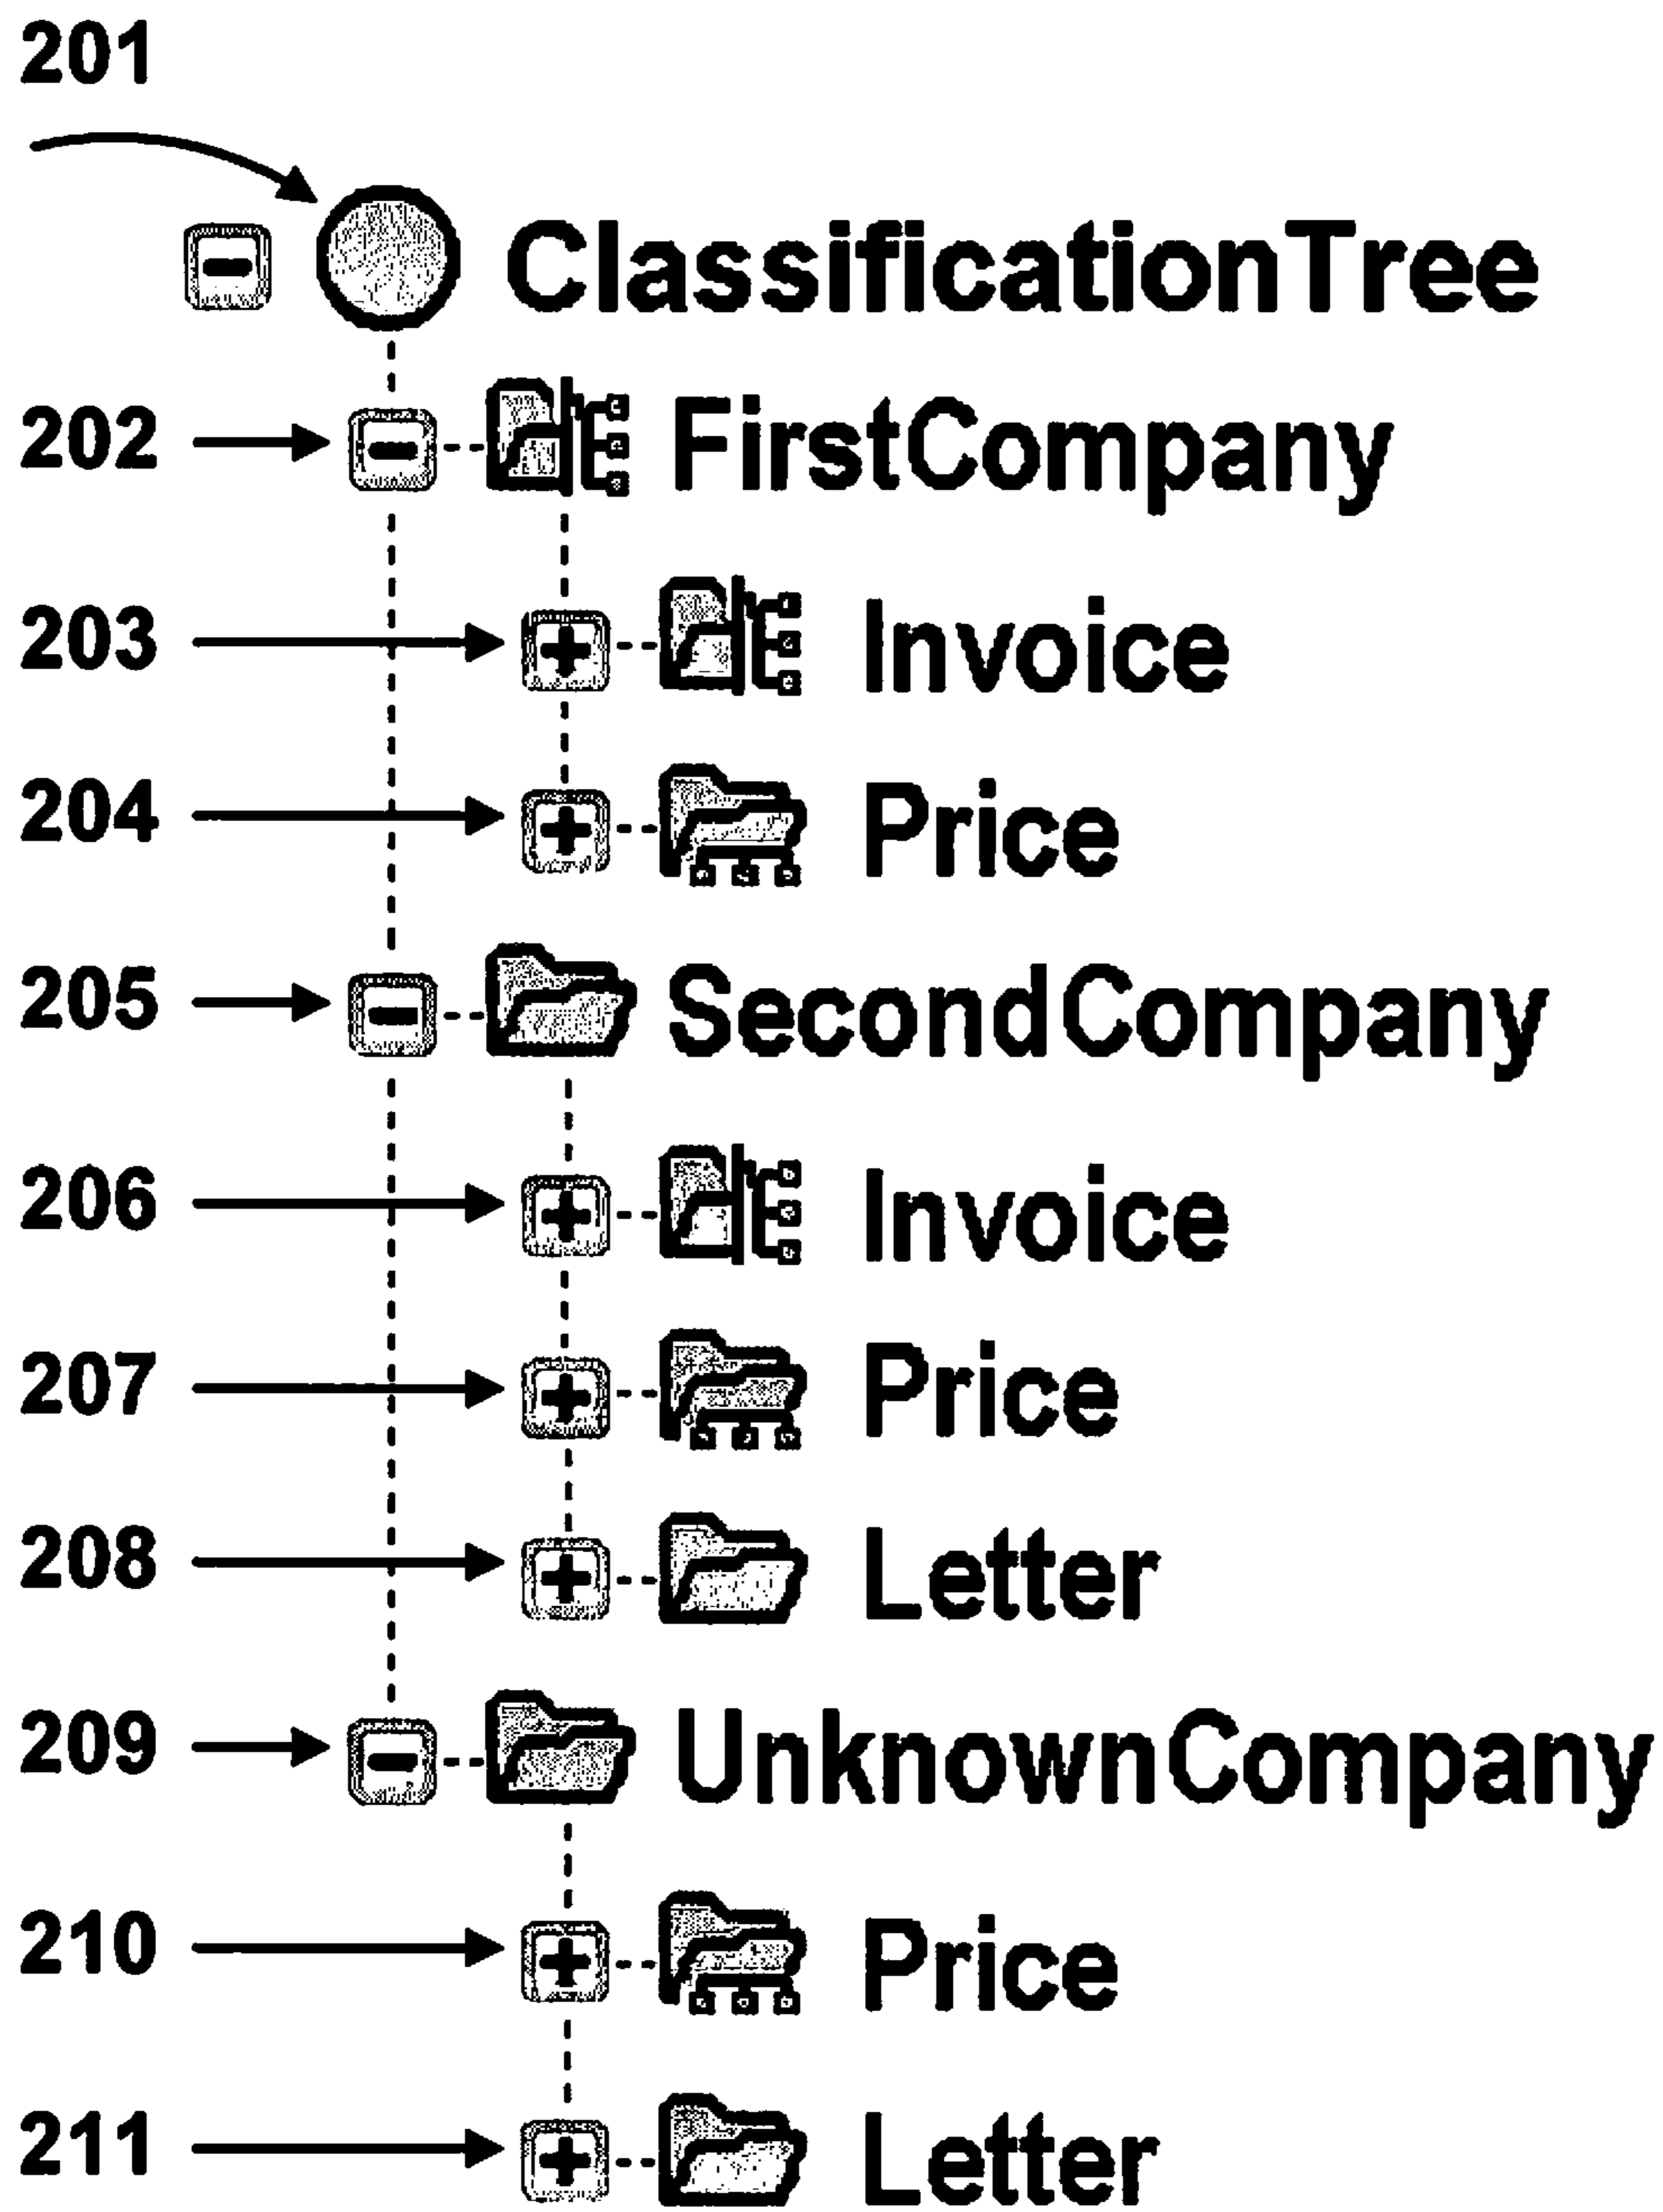 201
ClassificationTree
202 FirstCompany
203 Invoice
204 Price
205 SecondCompany
206 Invoice
207 Price
208 Letter
209 UnknownCompany
210 Price
211 Letter